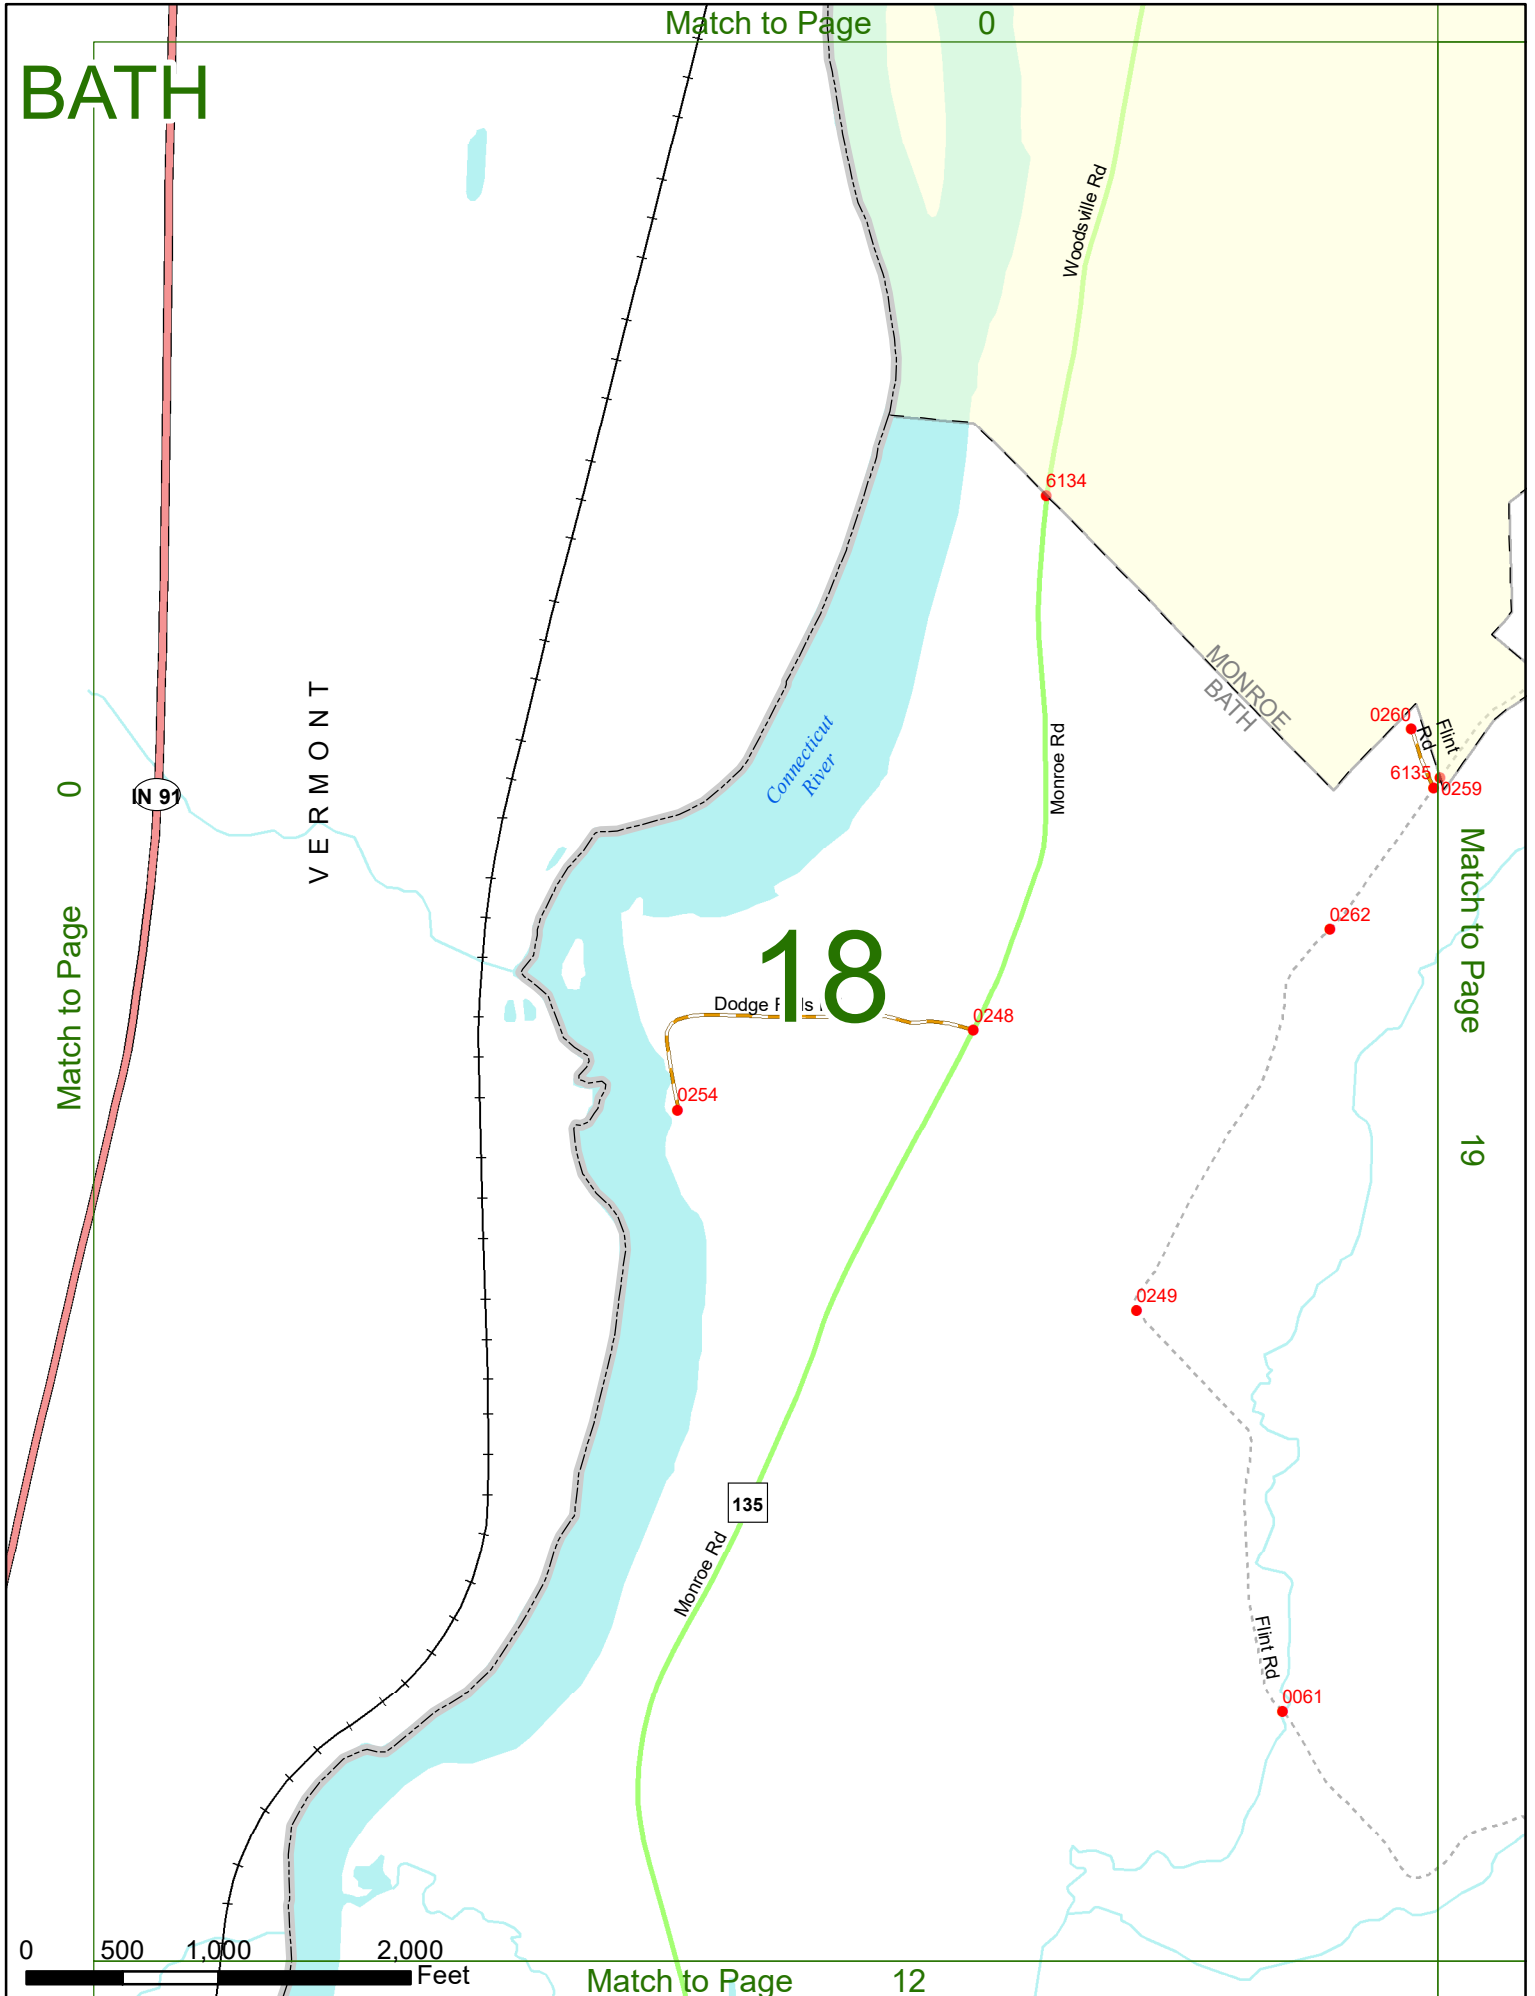 Match to Page 0
BATH
Woodsville Rd
6134
MONROE
BATH
VERMONT
Connecticut
River
Monroe Rd
0260
Flint
Rd
6135
0259
0
Match to Page
IN 91
Match to Page
19
0262
18
Dodge
0248
0254
0249
135
Monroe Rd
Flint Rd
0061
0 500 1,000 2,000
Feet
Match to Page 12